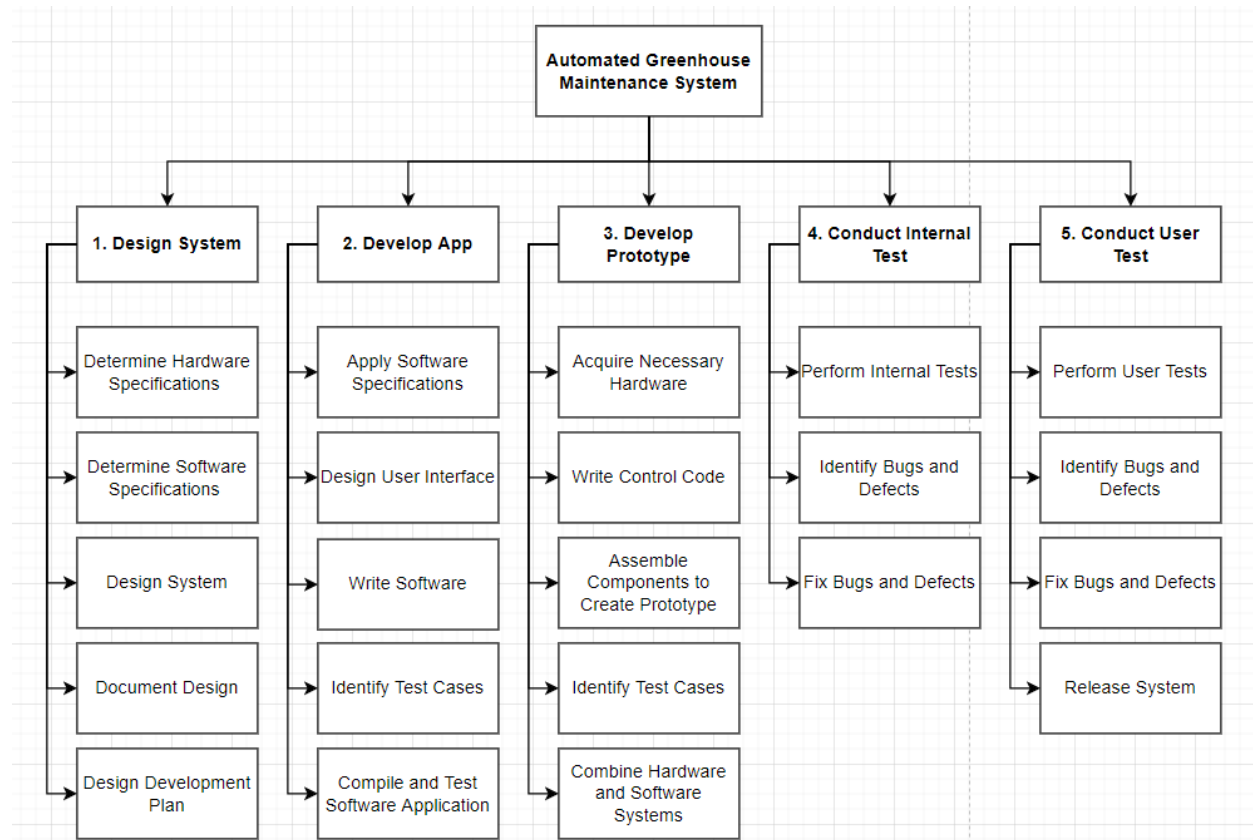 Automated Greenhouse
Maintenance System
1. Design System
2. Develop App
3. Develop
Prototype
4. Conduct Internal
Test
5. Conduct User
Test
Determine Hardware
Specifications
Apply Software
Specifications
Acquire Necessary
Hardware
Perform Internal Tests
Perform User Tests
Determine Software
Specifications
Design User Interface
Write Control Code
Identify Bugs and
Defects
Identify Bugs and
Defects
Design System
Write Software
Assemble
Components to
Create Prototype
Fix Bugs and Defects
Fix Bugs and Defects
Document Design
Identify Test Cases
Identify Test Cases
Release System
Design Development
Plan
Compile and Test
Software Application
Combine Hardware
and Software
Systems